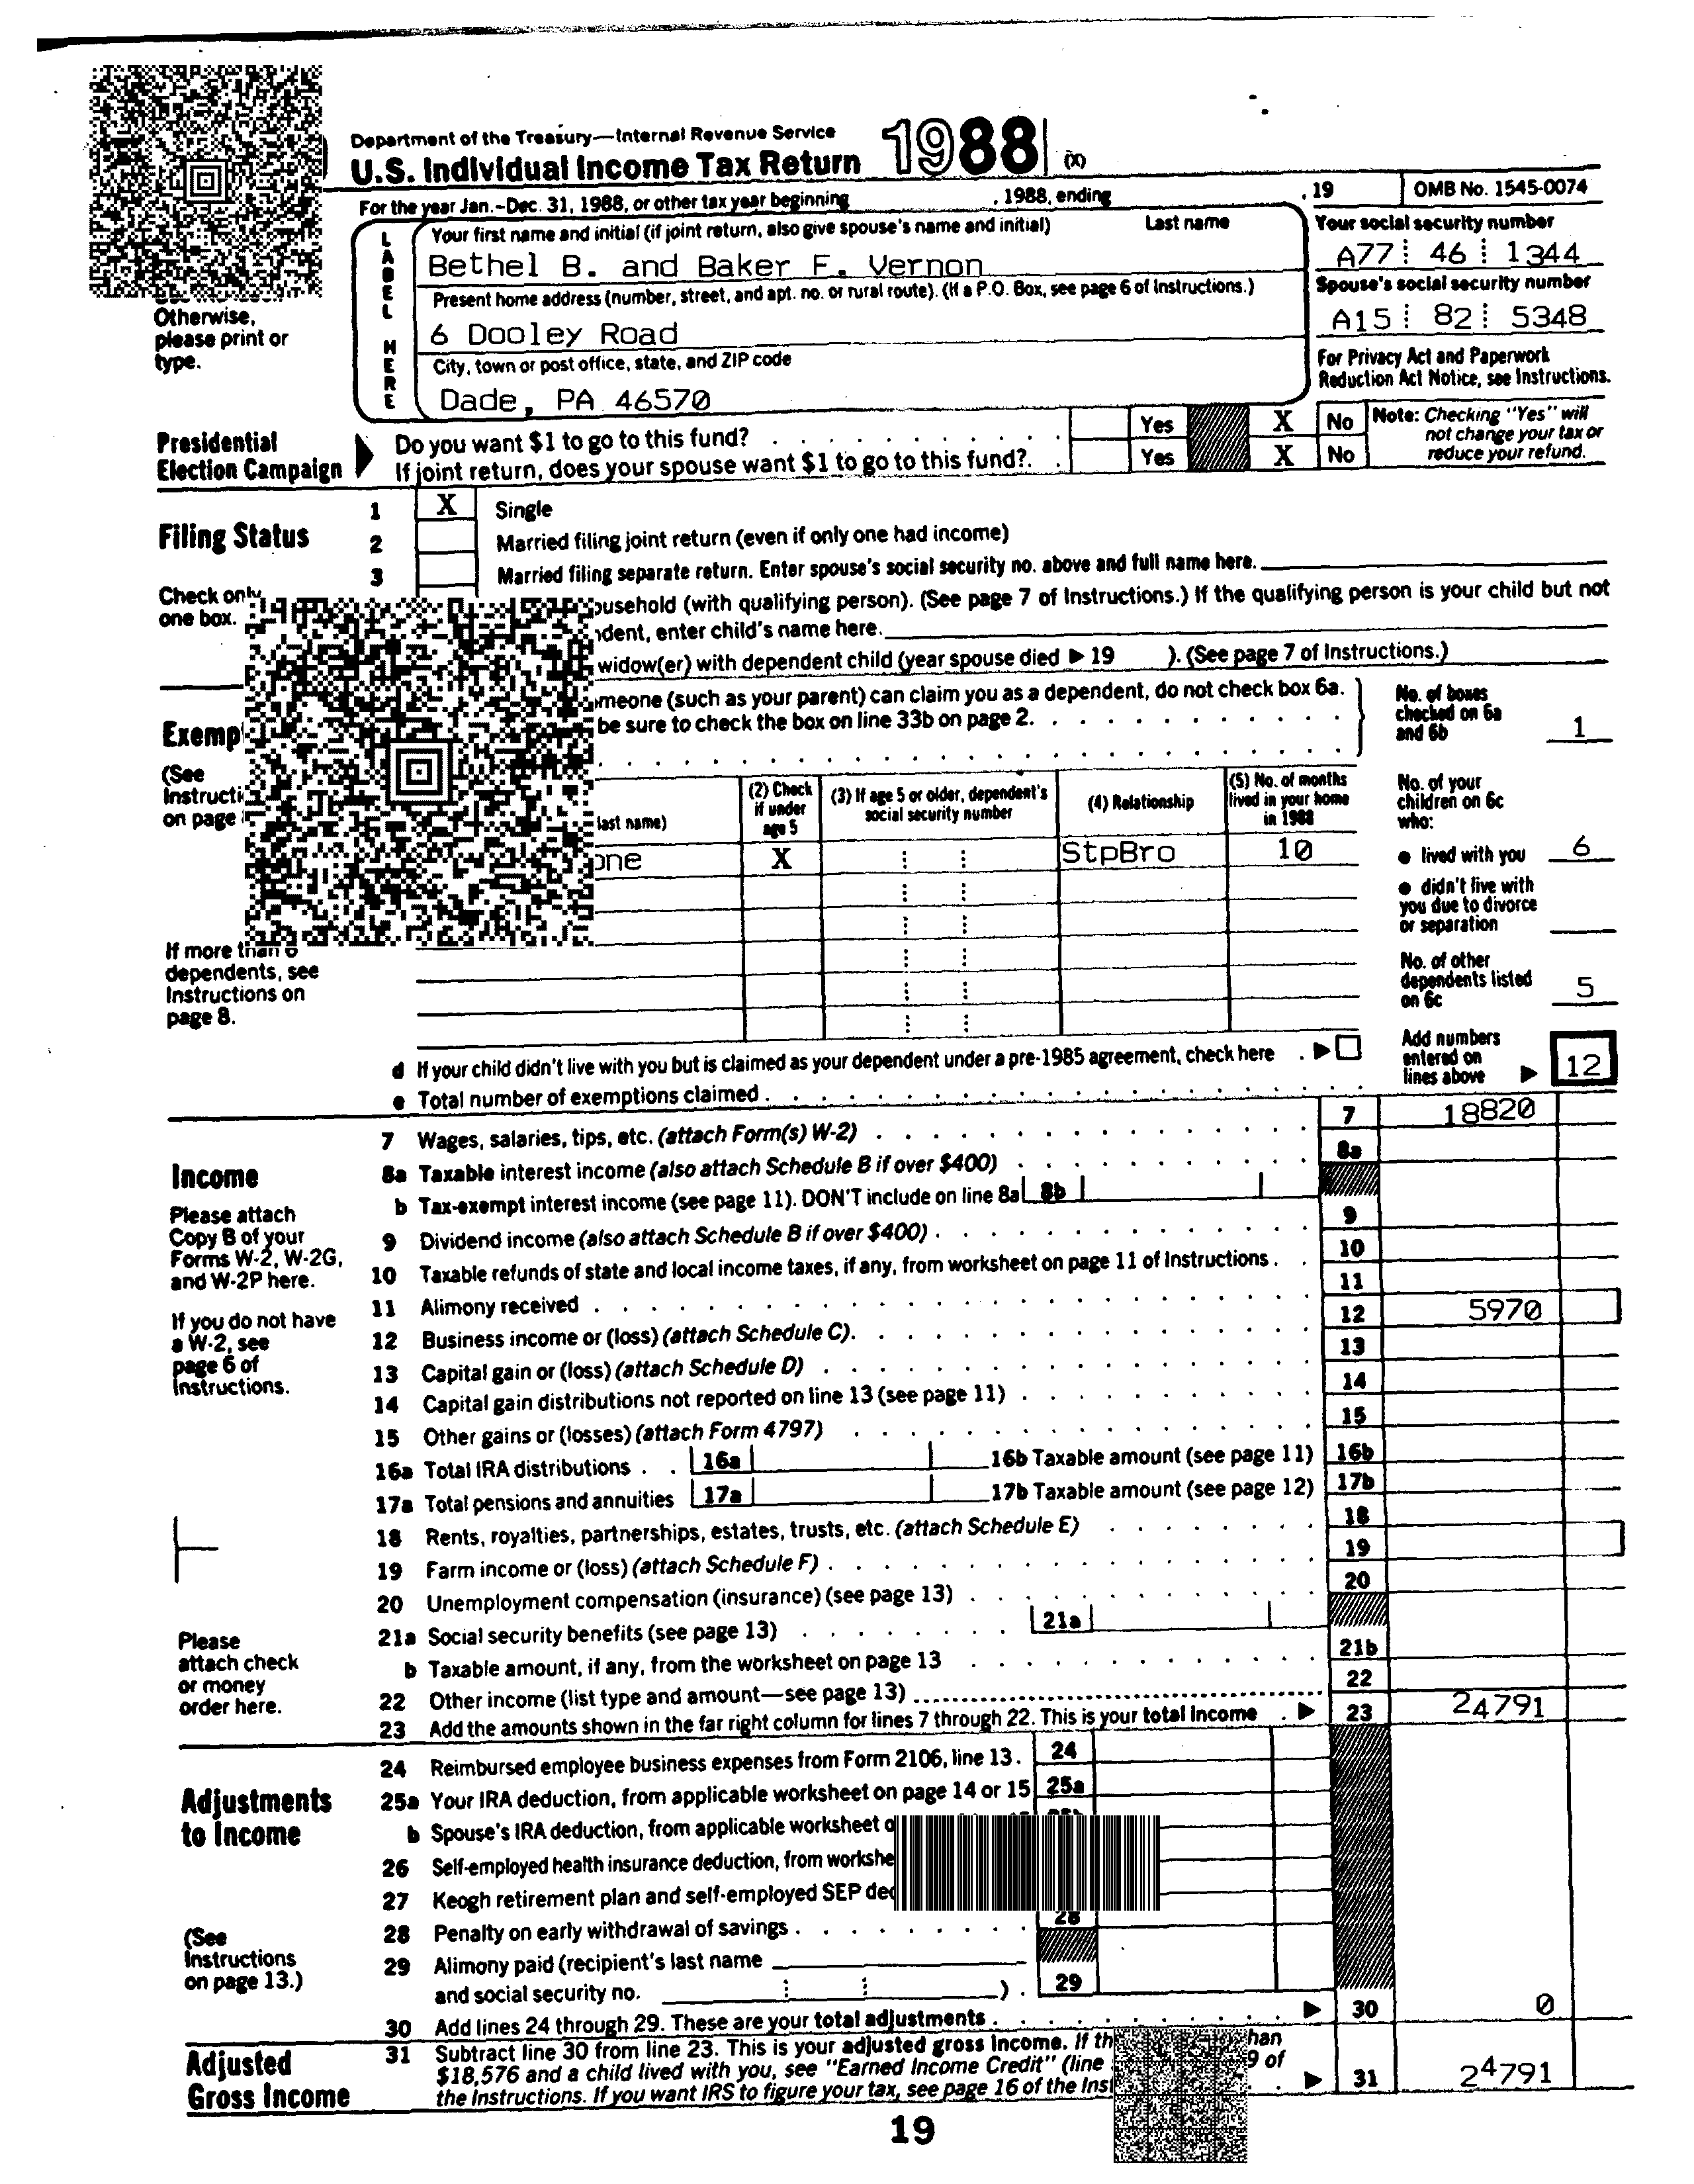 Department of the Treasury—Internal Revenue Service
U.S. Individual Income Tax Return 1988 (X)
For the year Jan.-Dec. 31, 1988, or other tax year beginning , 1988, ending , 19 OMB No. 1545-0074
LABEL HERE
Your first name and initial (if joint return, also give spouse's name and initial) Last name Your social security number
Bethel B. and Baker F. Vernon A77 46 1344
Present home address (number, street, and apt. no. or rural route). (If a P.O. Box, see page 6 of Instructions.) Spouse's social security number
6 Dooley Road A15 82 5348
Otherwise,
please print or
type.
City, town or post office, state, and ZIP code For Privacy Act and Paperwork
Reduction Act Notice, see Instructions.
Dade, PA 46570
Presidential
Election Campaign
Do you want $1 to go to this fund? Yes X No
If joint return, does your spouse want $1 to go to this fund?. Yes X No
Note: Checking "Yes" will
not change your tax or
reduce your refund.
Filing Status
Check only
one box.
1 X Single
2 Married filing joint return (even if only one had income)
3 Married filing separate return. Enter spouse's social security no. above and full name here.
(with qualifying person). (See page 7 of Instructions.) If the qualifying person is your child but not
enter child's name here.
widow(er) with dependent child (year spouse died ▶ 19 ). (See page 7 of Instructions.)
(See
on page
(such as your parent) can claim you as a dependent, do not check box 6a.
be sure to check the box on line 33b on page 2.
No. of boxes
checked on 6a
and 6b 1
last name) (2) Check
if under
age 5
(3) If age 5 or older, dependent's
social security number
(4) Relationship
(5) No. of months
lived in your home
in 1988
X StpBro 10
No. of your
children on 6c
who:
● lived with you 6
● didn't live with
you due to divorce
or separation
No. of other
dependents listed
on 6c 5
If more than 6
dependents, see
Instructions on
page 8.
d If your child didn't live with you but is claimed as your dependent under a pre-1985 agreement, check here ▶
e Total number of exemptions claimed
Add numbers
entered on
lines above ▶ 12
Income
Please attach
Copy B of your
Forms W-2, W-2G,
and W-2P here.
If you do not have
a W-2, see
page 6 of
Instructions.
Please
attach check
or money
order here.
7 Wages, salaries, tips, etc. (attach Form(s) W-2) 7 18820
8a Taxable interest income (also attach Schedule B if over $400) 8a
b Tax-exempt interest income (see page 11). DON'T include on line 8a 8b
9 Dividend income (also attach Schedule B if over $400) 9
10 Taxable refunds of state and local income taxes, if any, from worksheet on page 11 of Instructions 10
11 Alimony received 11
12 Business income or (loss) (attach Schedule C) 12 5970
13 Capital gain or (loss) (attach Schedule D) 13
14 Capital gain distributions not reported on line 13 (see page 11) 14
15 Other gains or (losses) (attach Form 4797) 15
16a Total IRA distributions 16a 16b Taxable amount (see page 11) 16b
17a Total pensions and annuities 17a 17b Taxable amount (see page 12) 17b
18 Rents, royalties, partnerships, estates, trusts, etc. (attach Schedule E) 18
19 Farm income or (loss) (attach Schedule F) 19
20 Unemployment compensation (insurance) (see page 13) 20
21a Social security benefits (see page 13) 21a
b Taxable amount, if any, from the worksheet on page 13 21b
22 Other income (list type and amount—see page 13) 22
23 Add the amounts shown in the far right column for lines 7 through 22. This is your total income ▶ 23 24791
Adjustments
to Income
(See
Instructions
on page 13.)
24 Reimbursed employee business expenses from Form 2106, line 13 24
25a Your IRA deduction, from applicable worksheet on page 14 or 15 25a
b Spouse's IRA deduction, from applicable worksheet
26 Self-employed health insurance deduction, from
27 Keogh retirement plan and self-employed SEP
28 Penalty on early withdrawal of savings 28
29 Alimony paid (recipient's last name
and social security no. ) 29
30 Add lines 24 through 29. These are your total adjustments ▶ 30 0
Adjusted
Gross Income
31 Subtract line 30 from line 23. This is your adjusted gross income. If
$18,576 and a child lived with you, see "Earned Income Credit" (line of
the Instructions. If you want IRS to figure your tax, see page 16 of the ▶ 31 24791
19